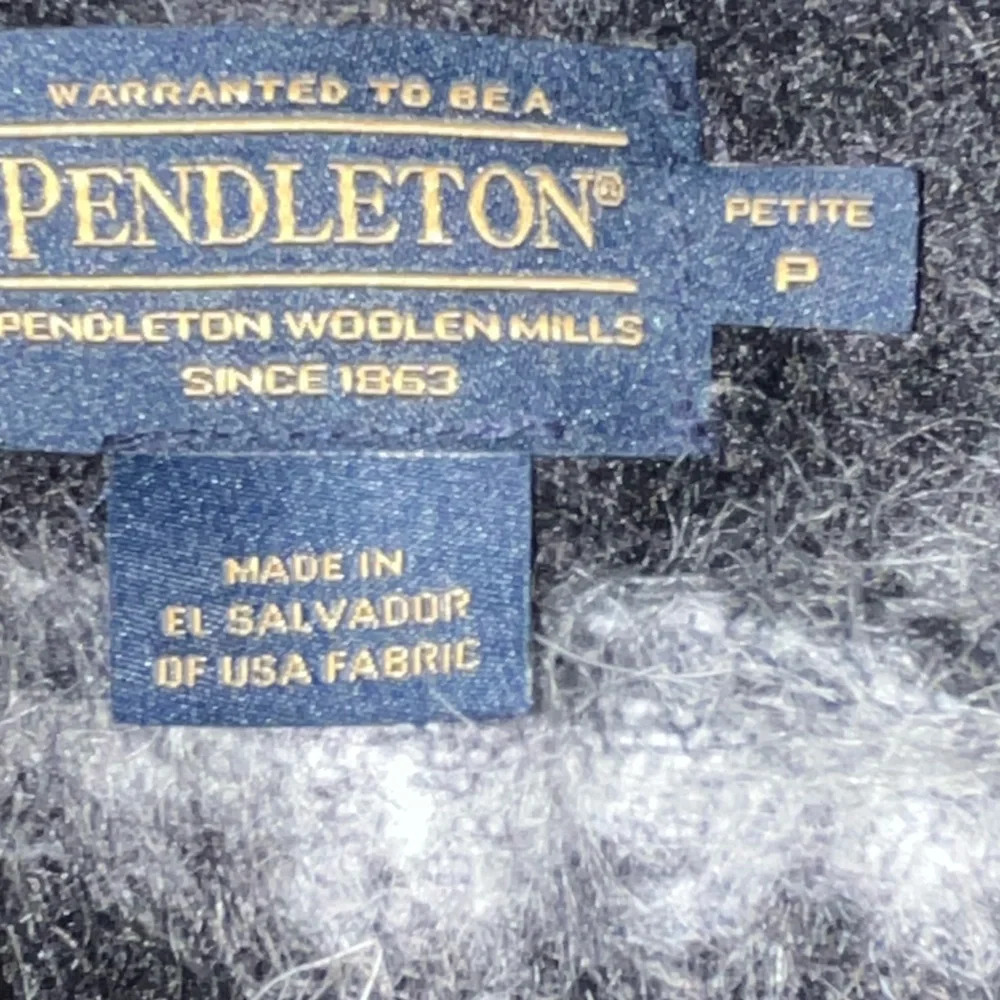 WARRANTED TO BE A
PENDLETON®
PENDLETON WOOLEN MILLS
SINCE 1863
PETITE
P
MADE IN
EL SALVADOR
OF USA FABRIC